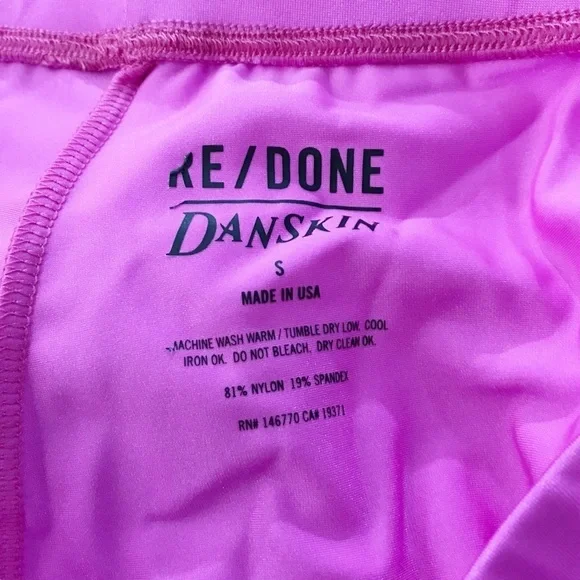 RE/DONE
DANSKIN
S
MADE IN USA
MACHINE WASH WARM / TUMBLE DRY LOW, COOL
IRON OK. DO NOT BLEACH. DRY CLEAN OK.
81% NYLON 19% SPANDEX
RN# 146770 CA# 19371